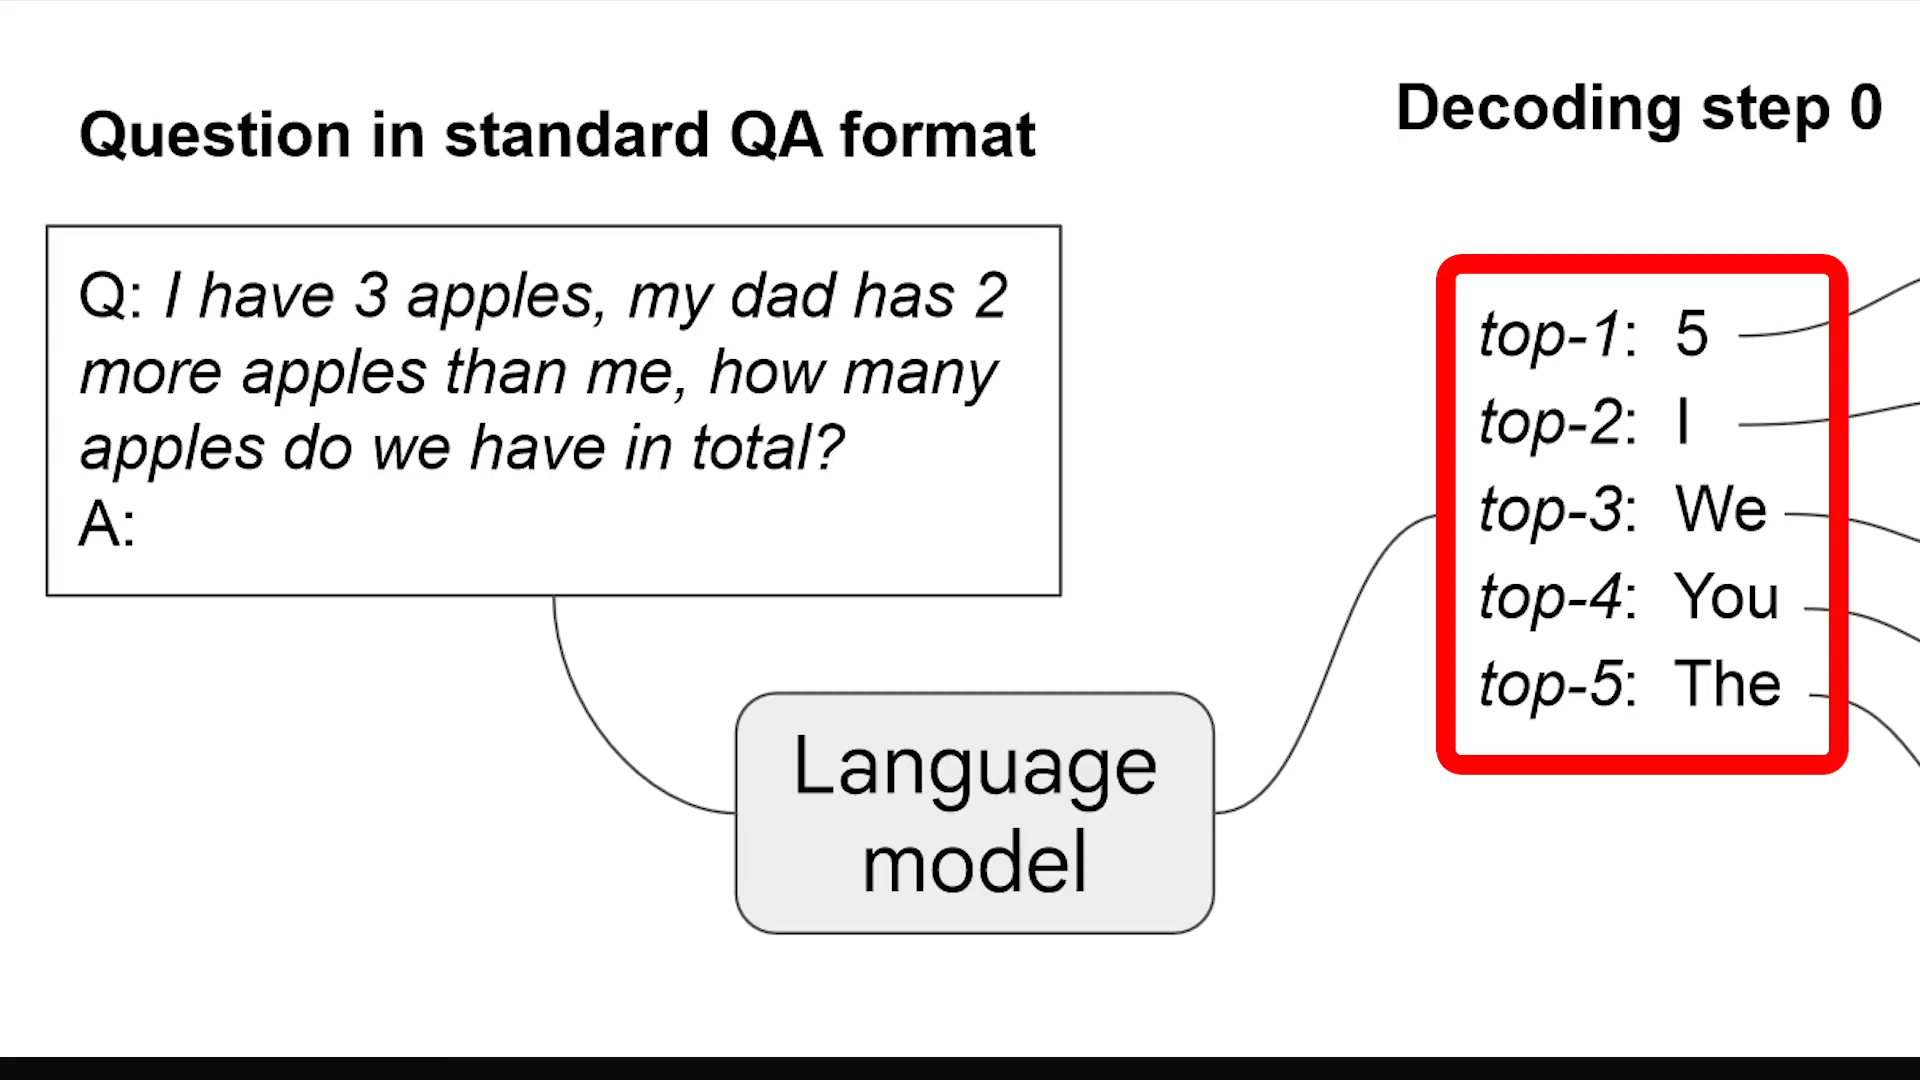 Question in standard QA format
Q: I have 3 apples, my dad has 2
more apples than me, how many
apples do we have in total?
A:
Language
model
Decoding step 0
top-1: 5
top-2: I
top-3: We
top-4: You
top-5: The